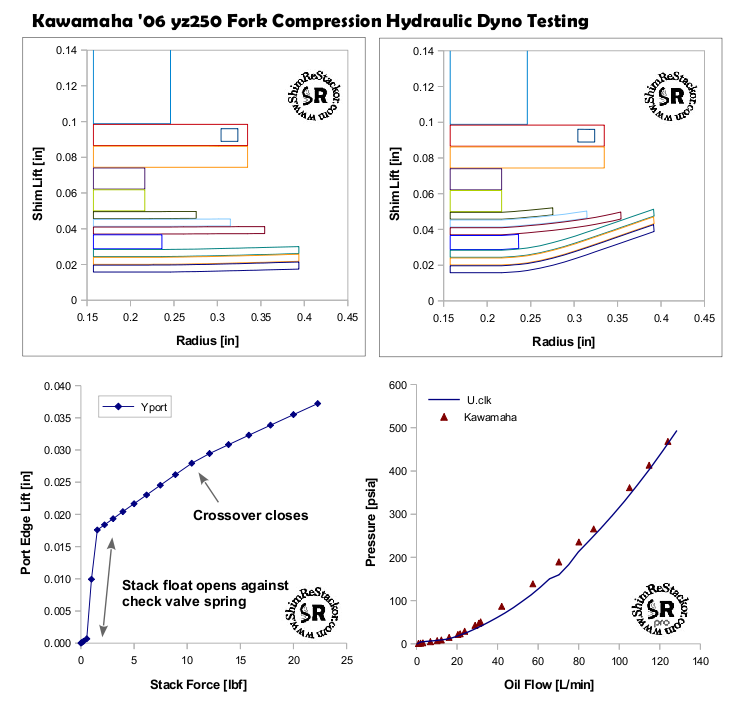 Kawamaha '06 yz250 Fork Compression Hydraulic Dyno Testing
0.14
0.12
0.1
0.08
0.06
0.04
0.02
0
Shim Lift [in]
0.15 0.2 0.25 0.3 0.35 0.4 0.45
Radius [in]
www.ShimReStackor.com
SR
0.14
0.12
0.1
0.08
0.06
0.04
0.02
0
Shim Lift [in]
0.15 0.2 0.25 0.3 0.35 0.4 0.45
Radius [in]
www.ShimReStackor.com
SR
0.040
0.035
0.030
0.025
0.020
0.015
0.010
0.005
0.000
Port Edge Lift [in]
Yport
Crossover closes
Stack float opens against
check valve spring
0 5 10 15 20 25
Stack Force [lbf]
www.ShimReStackor.com
SR
600
500
400
300
200
100
0
Pressure [psia]
U.clk
Kawamaha
0 20 40 60 80 100 120 140
Oil Flow [L/min]
www.ShimReStackor.com
SR
pro